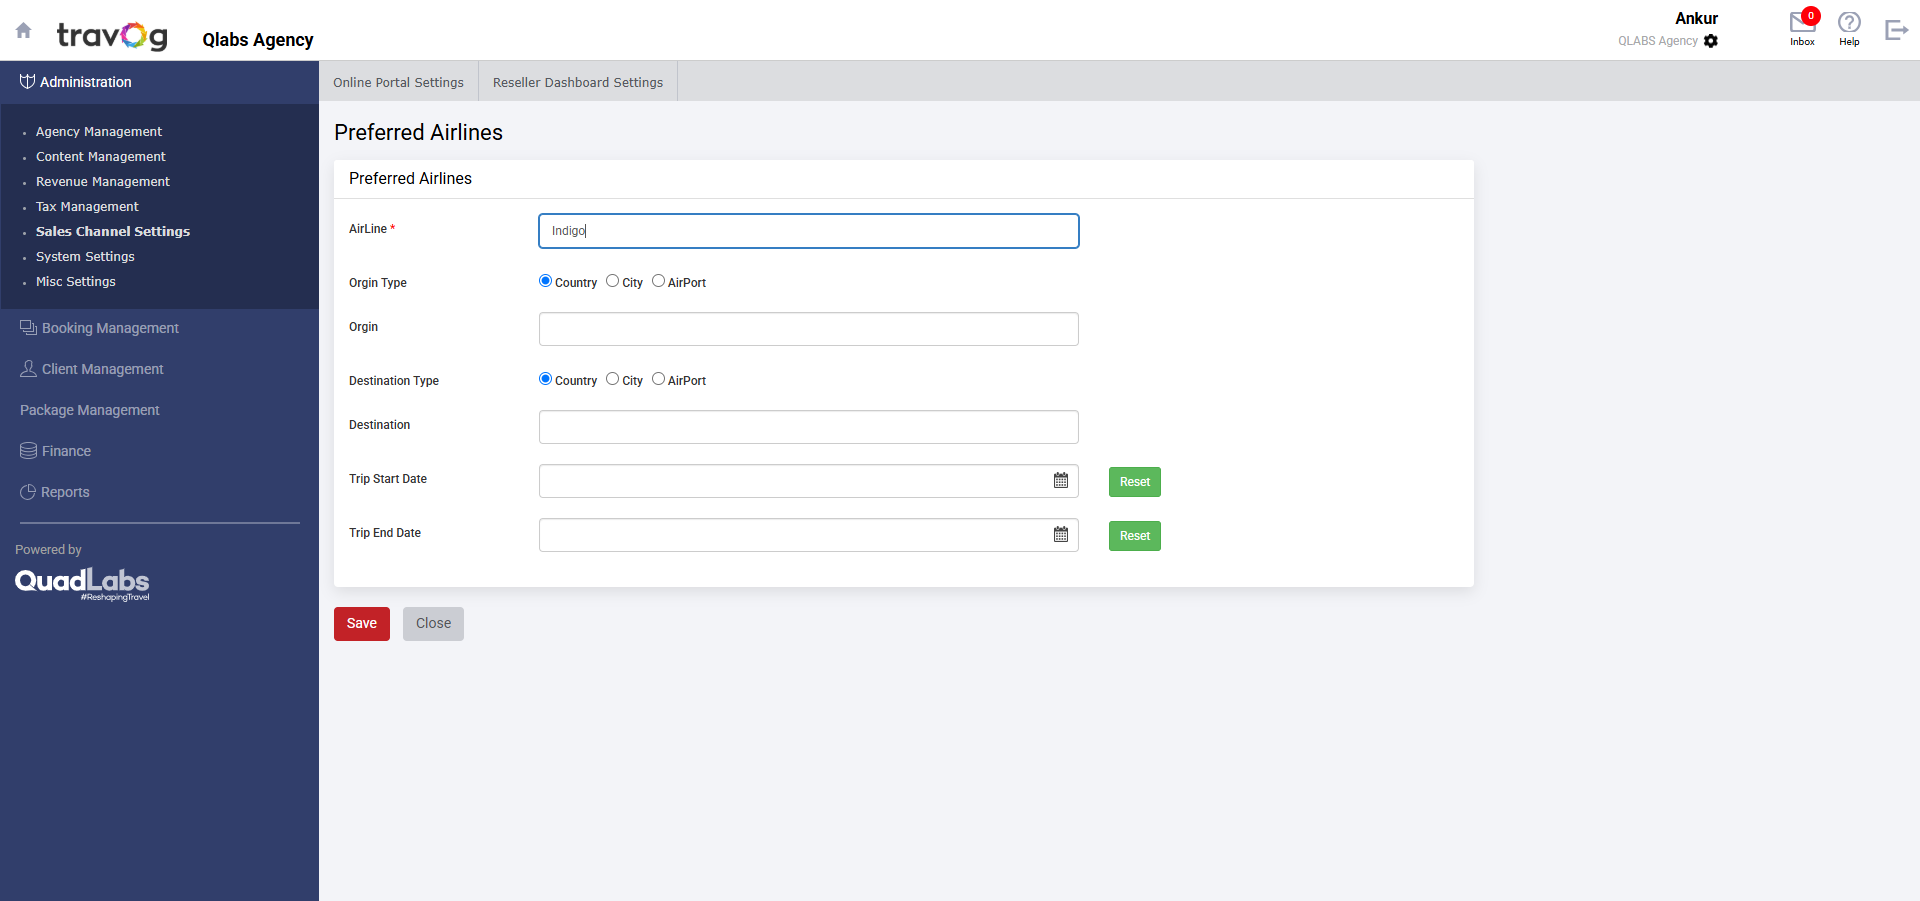 travog
Qlabs Agency
Ankur
QLABS Agency
0
Inbox
Help
Administration
Agency Management
Content Management
Revenue Management
Tax Management
Sales Channel Settings
System Settings
Misc Settings
Booking Management
Client Management
Package Management
Finance
Reports
Powered by
QuadLabs
#ReshapingTravel
Online Portal Settings
Reseller Dashboard Settings
Preferred Airlines
Preferred Airlines
AirLine *
Indigo
Orgin Type
Country City AirPort
Orgin
Destination Type
Country City AirPort
Destination
Trip Start Date
Reset
Trip End Date
Reset
Save Close